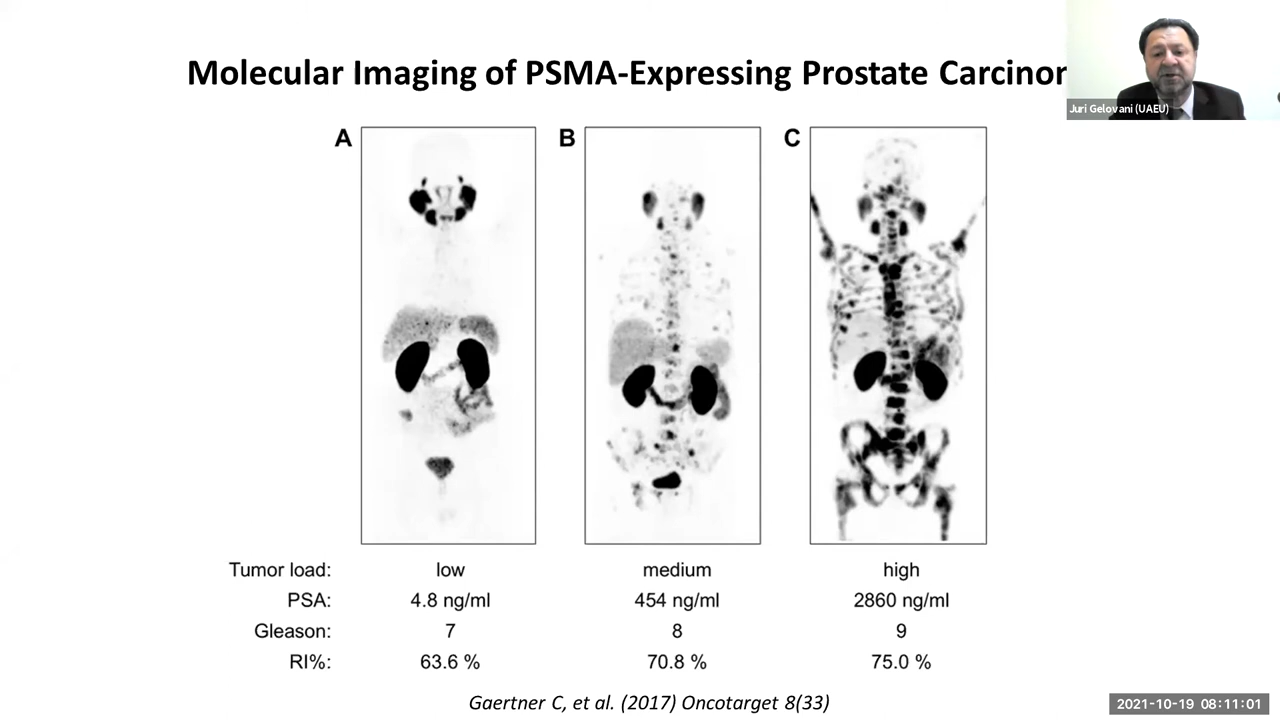 Molecular Imaging of PSMA-Expressing Prostate Carcino
Juri Gelovani (UAEU)
A B C
Tumor load: low medium high
PSA: 4.8 ng/ml 454 ng/ml 2860 ng/ml
Gleason: 7 8 9
RI%: 63.6 % 70.8 % 75.0 %
Gaertner C, et al. (2017) Oncotarget 8(33)
2021-10-19 08:11:01